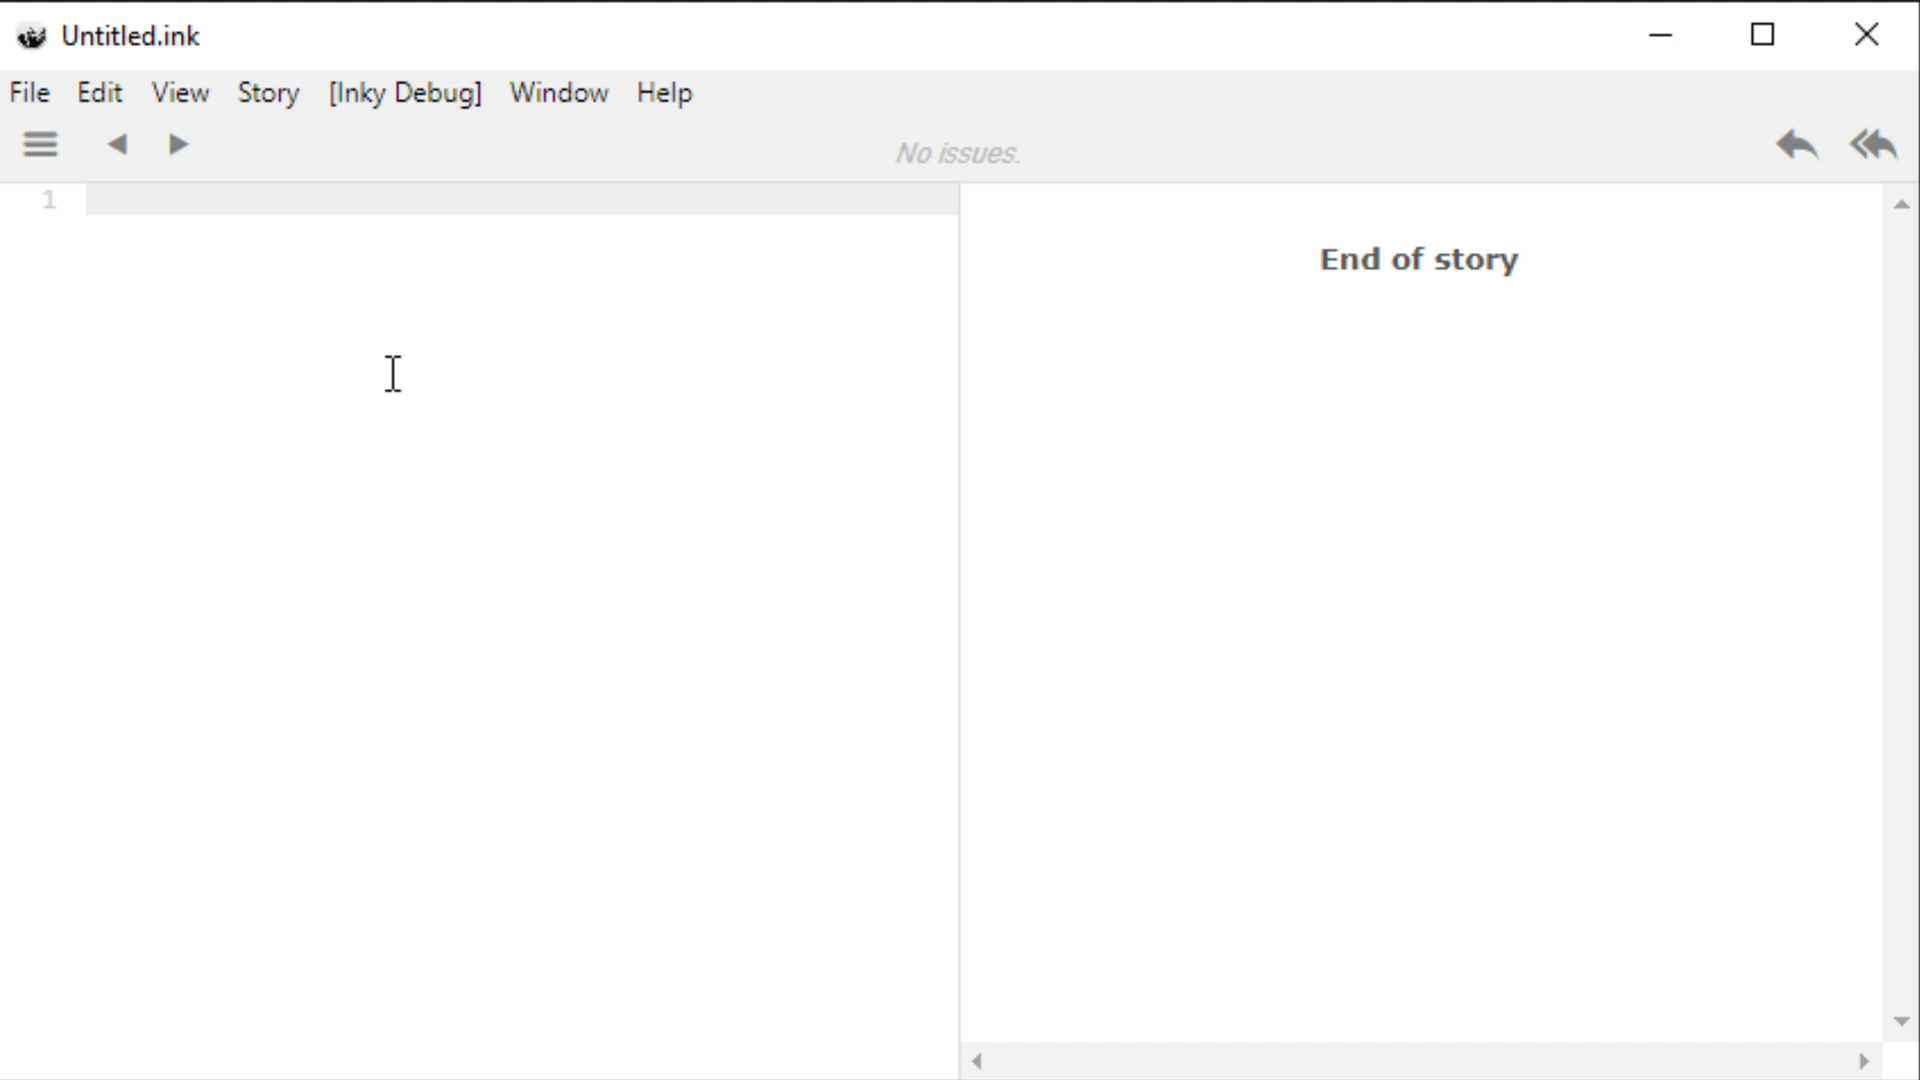 Untitled.ink
File Edit View Story [Inky Debug] Window Help
No issues.
1
End of story